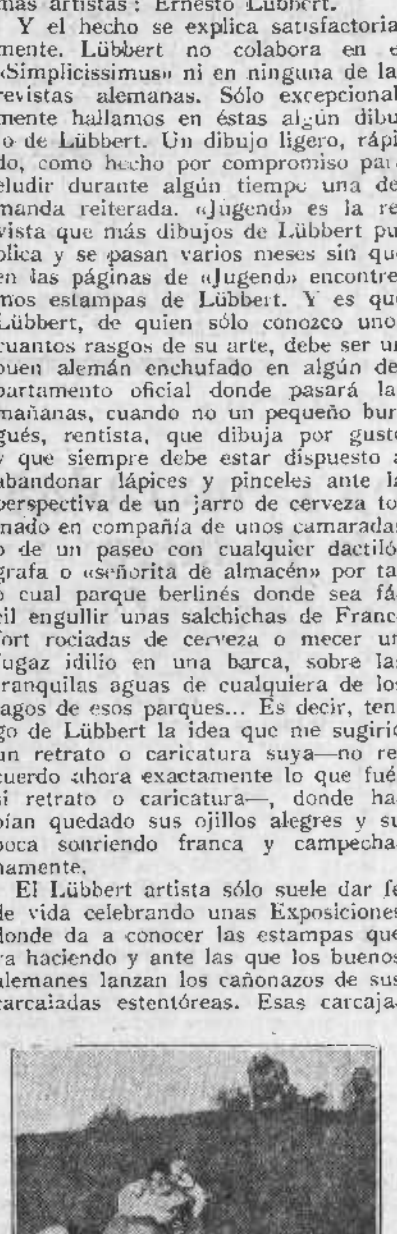 más artistas: Ernesto Lübbert.
Y el hecho se explica satisfactoria
mente. Lübbert no colabora en e
«Simplicissimus» ni en ninguna de la
revistas alemanas. Sólo excepcional
mente hallamos en éstas algún dibu
o de Lübbert. Un dibujo ligero, rápi
do, como hecho por compromiso par
eludir durante algún tiempo una de
manda reiterada. «Jugend» es la re
vista que más dibujos de Lübbert pu
blica y se pasan varios meses sin que
en las páginas de «Jugend» encontre
mos estampas de Lübbert. Y es que
Lübbert, de quien sólo conozco uno
cuantos rasgos de su arte, debe ser un
buen alemán enchufado en algún de
partamento oficial donde pasará la
mañanas, cuando no un pequeño bur
gués, rentista, que dibuja por gusto
y que siempre debe estar dispuesto a
abandonar lápices y pinceles ante la
perspectiva de un jarro de cerveza to
mado en compañía de unos camaradas
o de un paseo con cualquier dactiló
grafa o «señorita de almacén» por ta
o cual parque berlinés donde sea fá
cil engullir unas salchichas de Franc
fort rociadas de cerveza o mecer un
fugaz idilio en una barca, sobre las
tranquilas aguas de cualquiera de los
lagos de esos parques... Es decir, ten
go de Lübbert la idea que me sugirió
un retrato o caricatura suya—no re
cuerdo ahora exactamente lo que fué,
si retrato o caricatura—, donde ha
bían quedado sus ojillos alegres y su
boca sonriendo franca y campecha
namente.
El Lübbert artista sólo suele dar fe
de vida celebrando unas Exposiciones
donde da a conocer las estampas que
va haciendo y ante las que los buenos
alemanes lanzan los cañonazos de sus
carcajadas estentóreas. Esas carcaja-